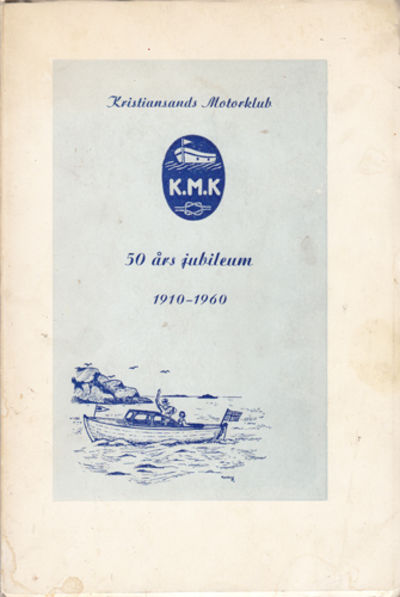 Kristiansands Motorklub
K.M.K
50 års jubileum
1910-1960